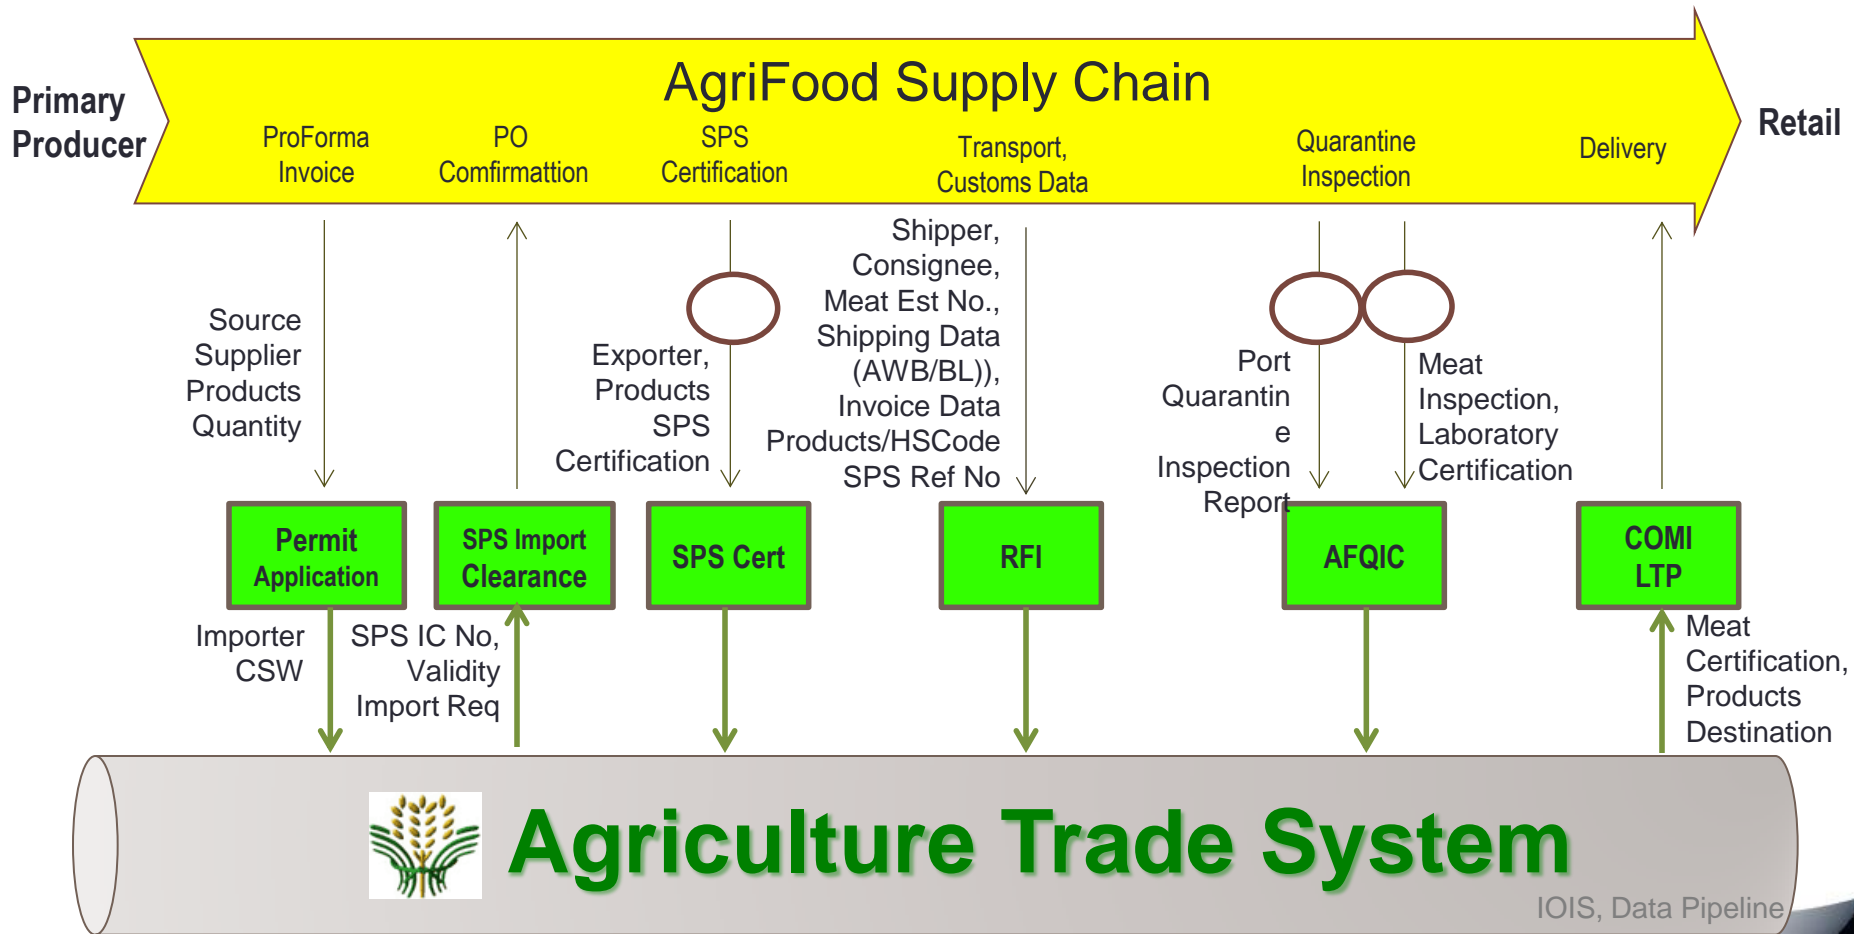 AgriFood Supply Chain
Primary
Producer
ProForma
Invoice
PO
Comfirmattion
SPS
Certification
Transport,
Customs Data
Quarantine
Inspection
Delivery
Retail
Source
Supplier
Products
Quantity
Exporter,
Products
SPS
Certification
Shipper,
Consignee,
Meat Est No.,
Shipping Data
(AWB/BL)),
Invoice Data
Products/HSCode
SPS Ref No
Port
Quarantin
e
Inspection
Report
Meat
Inspection,
Laboratory
Certification
Permit
Application
SPS Import
Clearance
SPS Cert
RFI
AFQIC
COMI
LTP
Importer
CSW
SPS IC No,
Validity
Import Req
Meat
Certification,
Products
Destination
Agriculture Trade System
IOIS, Data Pipeline